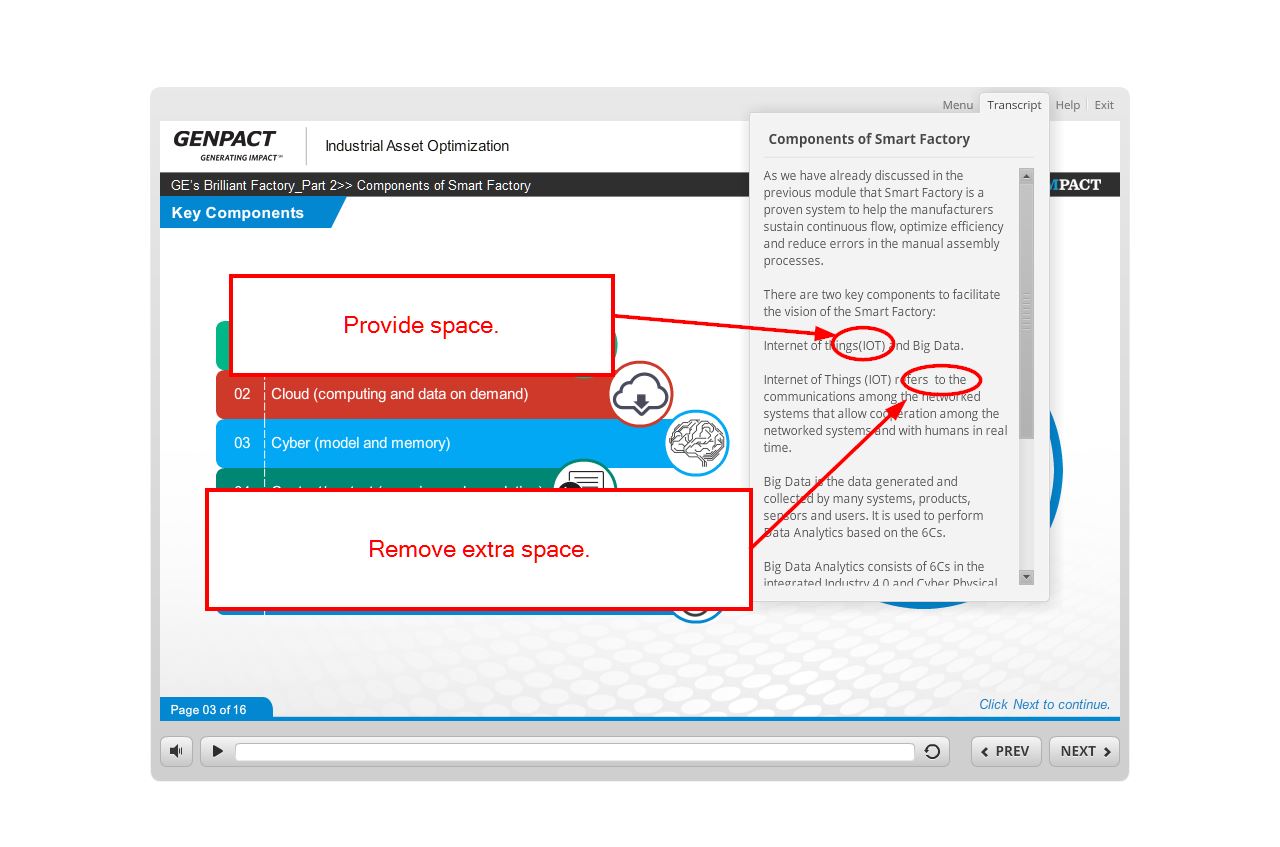 Menu Transcript Help Exit
GENPACT
GENERATING IMPACT℠
Industrial Asset Optimization
GE's Brilliant Factory_Part 2>> Components of Smart Factory
MPACT
Key Components
Components of Smart Factory
As we have already discussed in the
previous module that Smart Factory is a
proven system to help the manufacturers
sustain continuous flow, optimize efficiency
and reduce errors in the manual assembly
processes.
There are two key components to facilitate
the vision of the Smart Factory:
Internet of things(IOT) and Big Data.
Internet of Things (IOT) refers  to the
communications among the networked
systems that allow cooperation among the
networked systems and with humans in real
time.
Big Data is the data generated and
collected by many systems, products,
sensors and users. It is used to perform
Data Analytics based on the 6Cs.
Big Data Analytics consists of 6Cs in the
integrated Industry 4.0 and Cyber Physical
Provide space.
02 Cloud (computing and data on demand)
03 Cyber (model and memory)
Remove extra space.
Click Next to continue.
Page 03 of 16
PREV NEXT